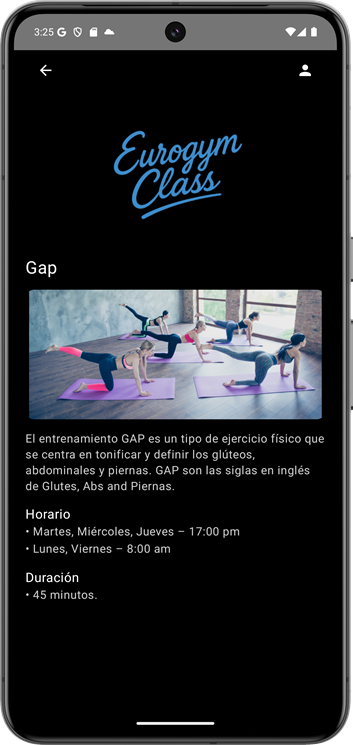 3:25
Eurogym
Class
Gap
El entrenamiento GAP es un tipo de ejercicio físico que
se centra en tonificar y definir los glúteos,
abdominales y piernas. GAP son las siglas en inglés
de Glutes, Abs and Piernas.
Horario
• Martes, Miércoles, Jueves – 17:00 pm
• Lunes, Viernes – 8:00 am
Duración
• 45 minutos.